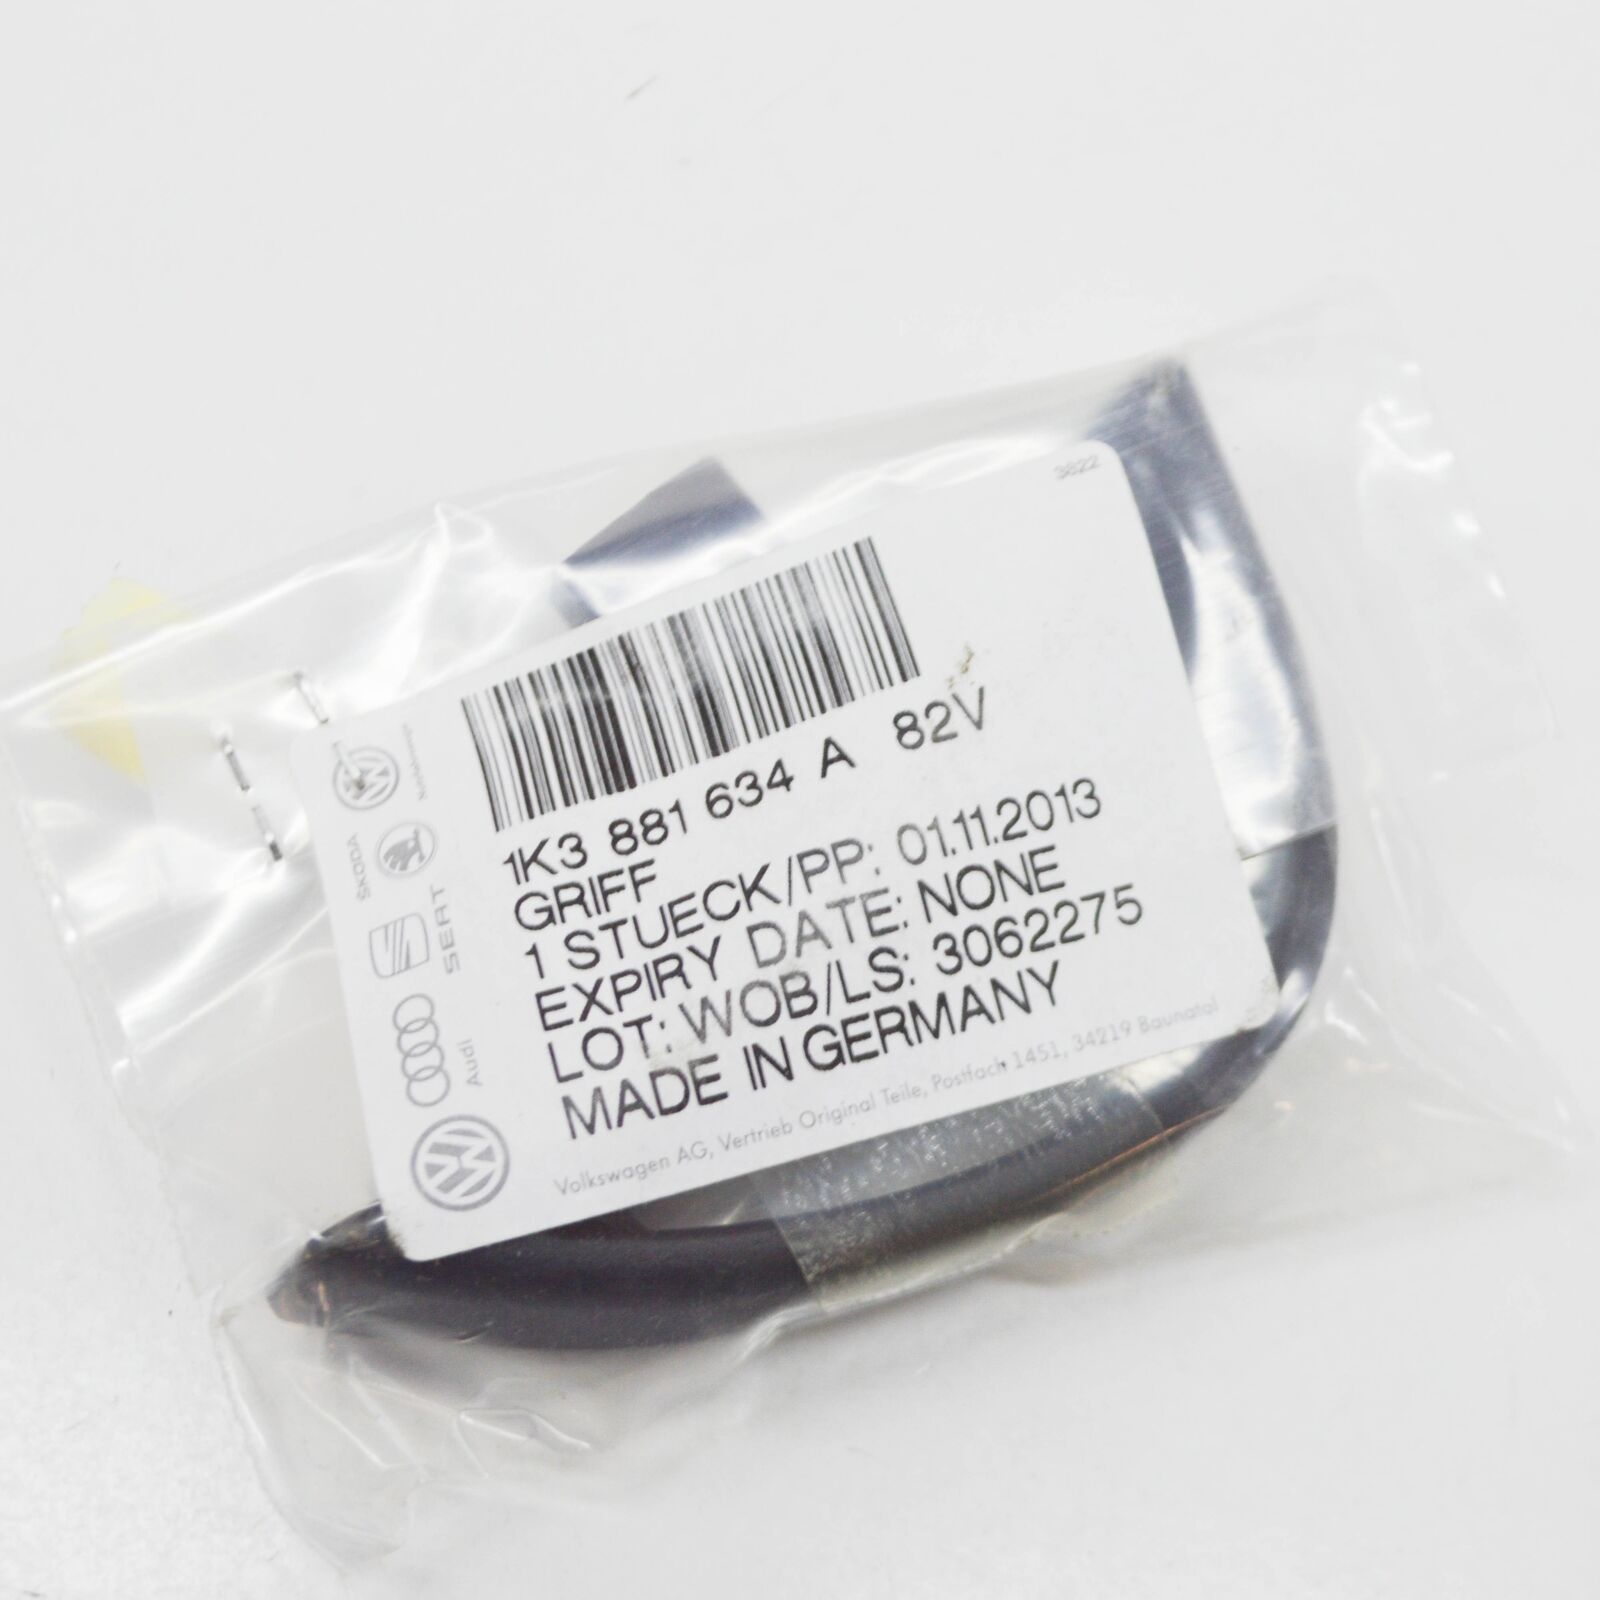 3822
1K3 881 634 A 82V
GRIFF
1 STUECK/PP: 01.11.2013
EXPIRY DATE: NONE
LOT: WOB/LS: 3062275
MADE IN GERMANY
Volkswagen AG, Vertrieb Original Teile, Postfach 1451, 34219 Baunatal
Nutzfahrzeuge
ŠKODA
SEAT
Audi